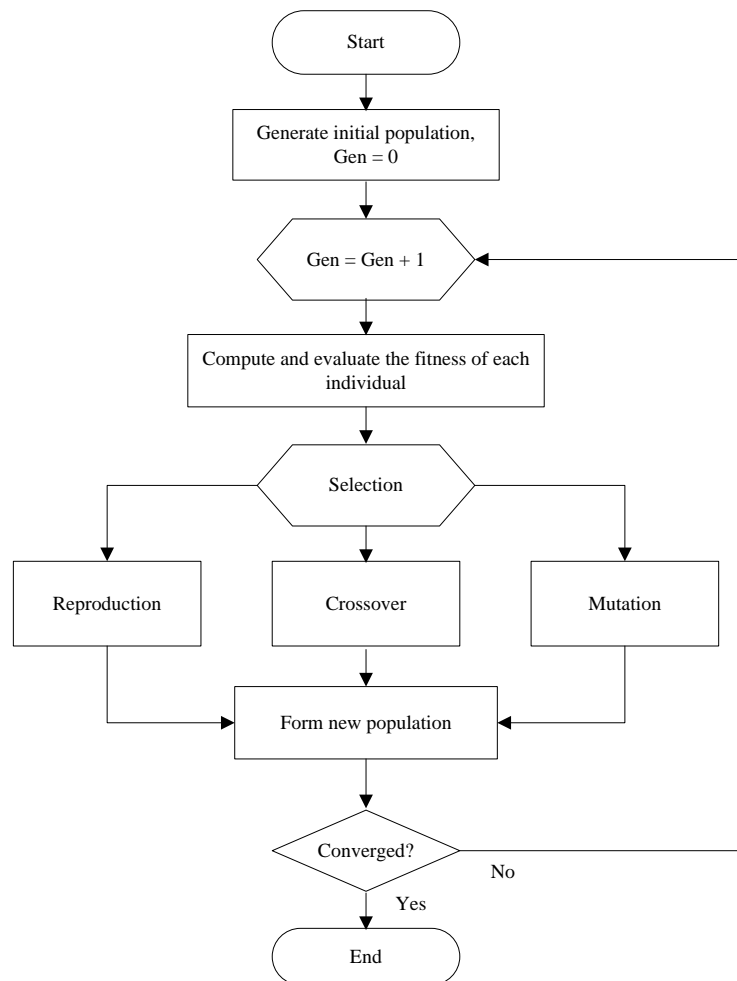 Start
Generate initial population,
Gen = 0
Gen = Gen + 1
Compute and evaluate the fitness of each
individual
Selection
Reproduction
Crossover
Mutation
Form new population
Converged?
No
Yes
End